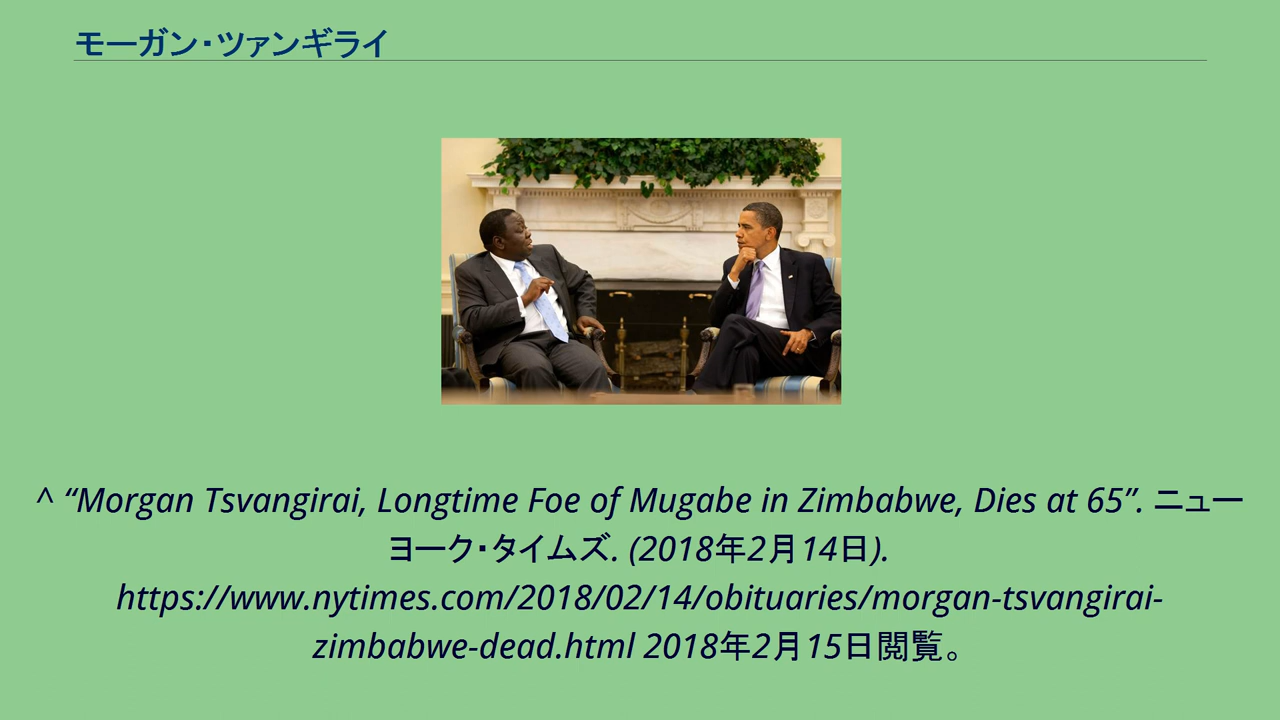 モーガン・ツァンギライ
^ “Morgan Tsvangirai, Longtime Foe of Mugabe in Zimbabwe, Dies at 65”. ニュー
ヨーク・タイムズ. (2018年2月14日).
https://www.nytimes.com/2018/02/14/obituaries/morgan-tsvangirai-
zimbabwe-dead.html 2018年2月15日閲覧。